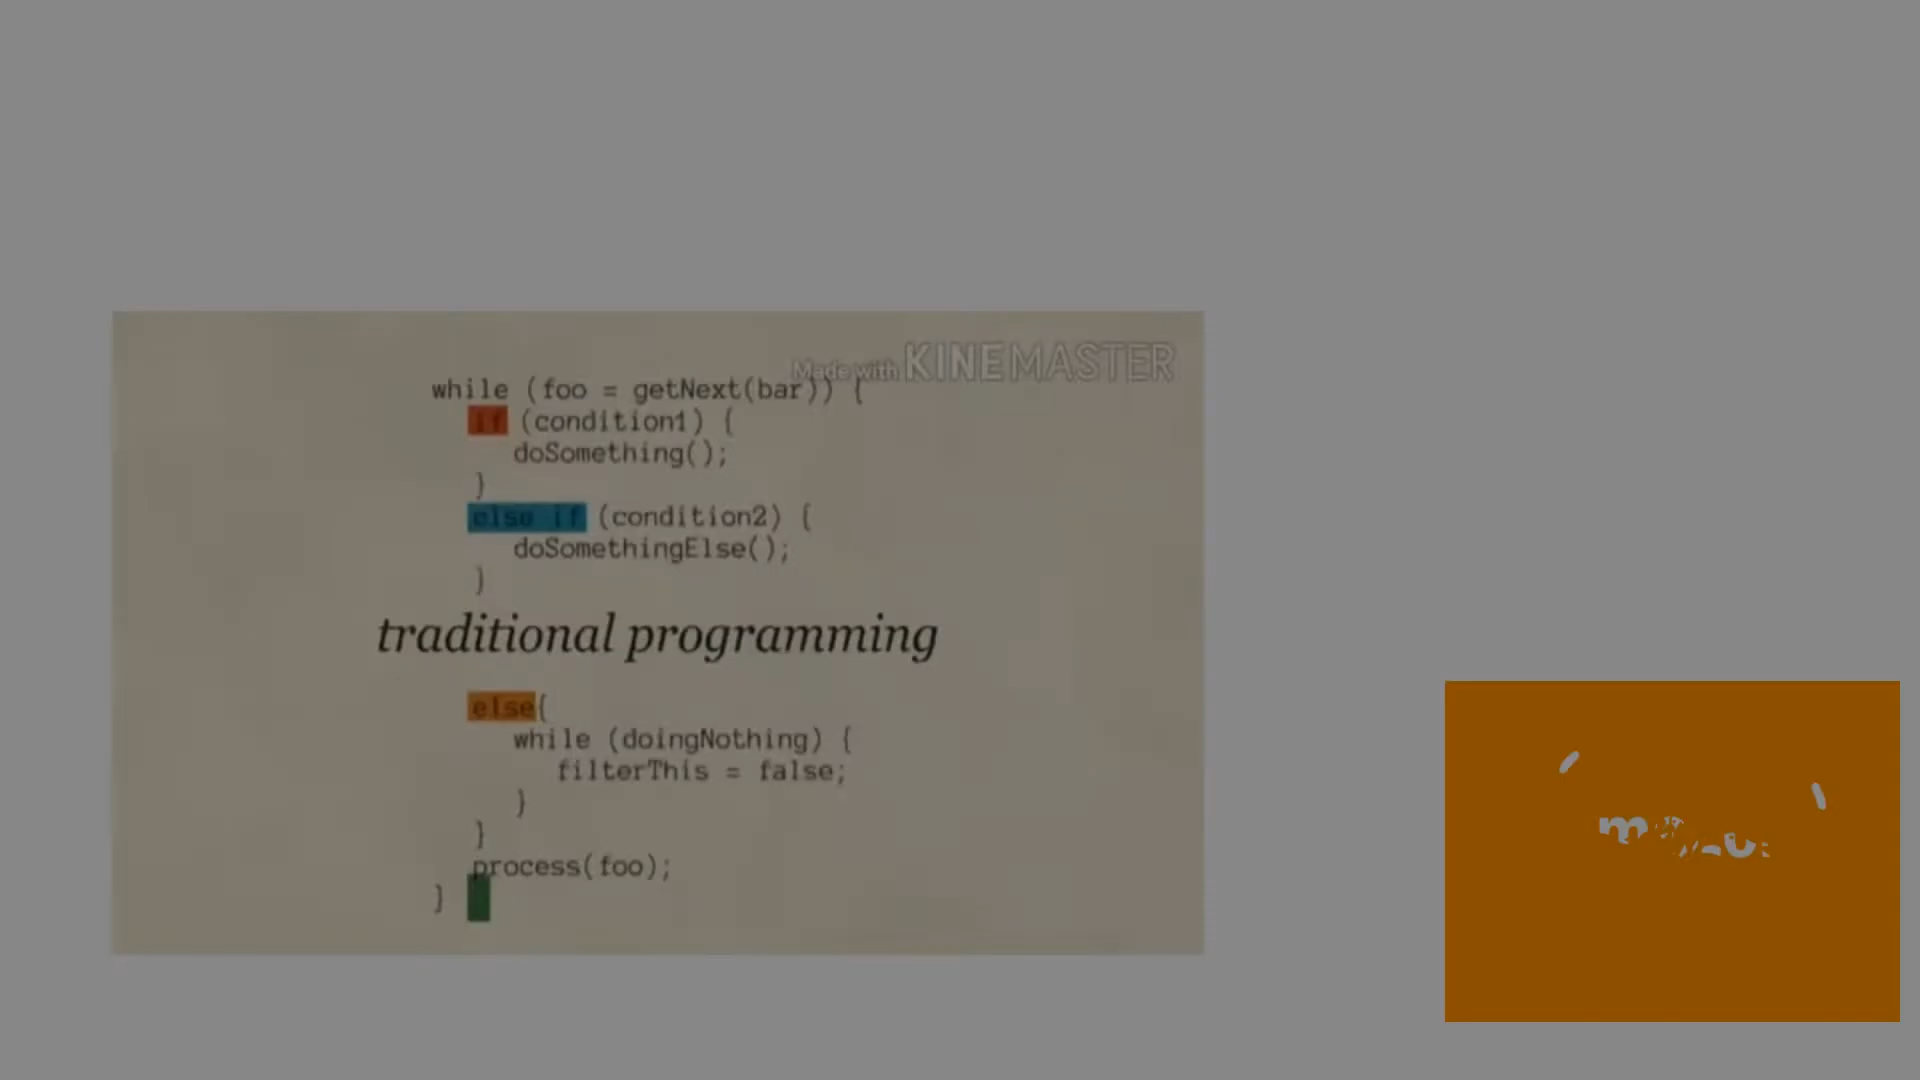 Made with KINEMASTER
while (foo = getNext(bar)) {
if (condition1) {
doSomething();
}
else if (condition2) {
doSomethingElse();
}
traditional programming
else{
while (doingNothing) {
filterThis = false;
}
}
process(foo);
}